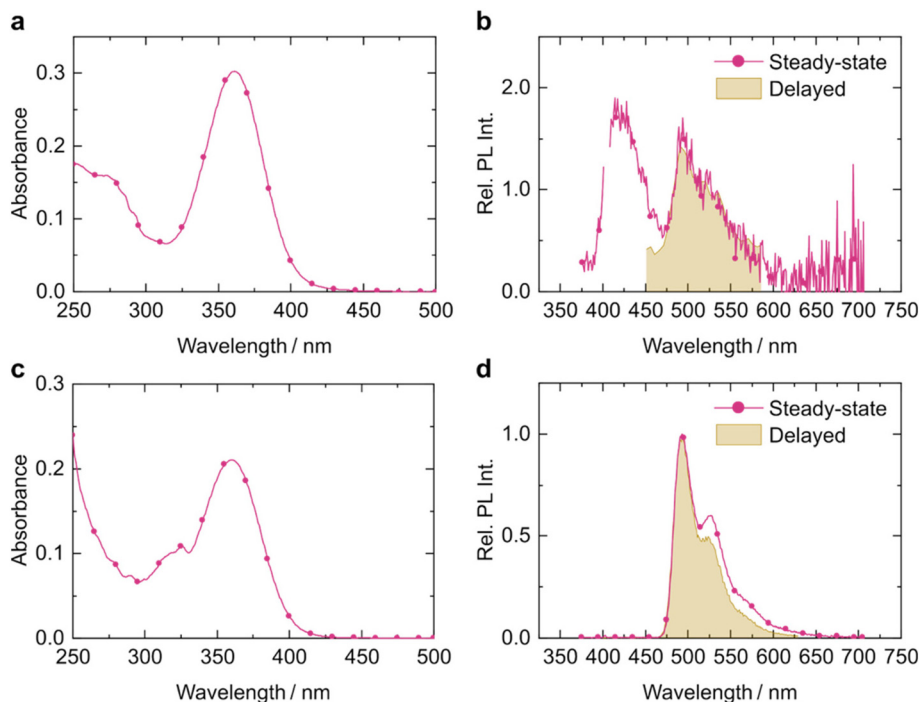 a
0.3
0.2
0.1
0.0
Absorbance
250 300 350 400 450 500
Wavelength / nm
b
Steady-state
Delayed
2.0
1.0
0.0
Rel. PL Int.
350 400 450 500 550 600 650 700 750
Wavelength / nm
c
0.3
0.2
0.1
0.0
Absorbance
250 300 350 400 450 500
Wavelength / nm
d
Steady-state
Delayed
1.0
0.5
0.0
Rel. PL Int.
350 400 450 500 550 600 650 700 750
Wavelength / nm